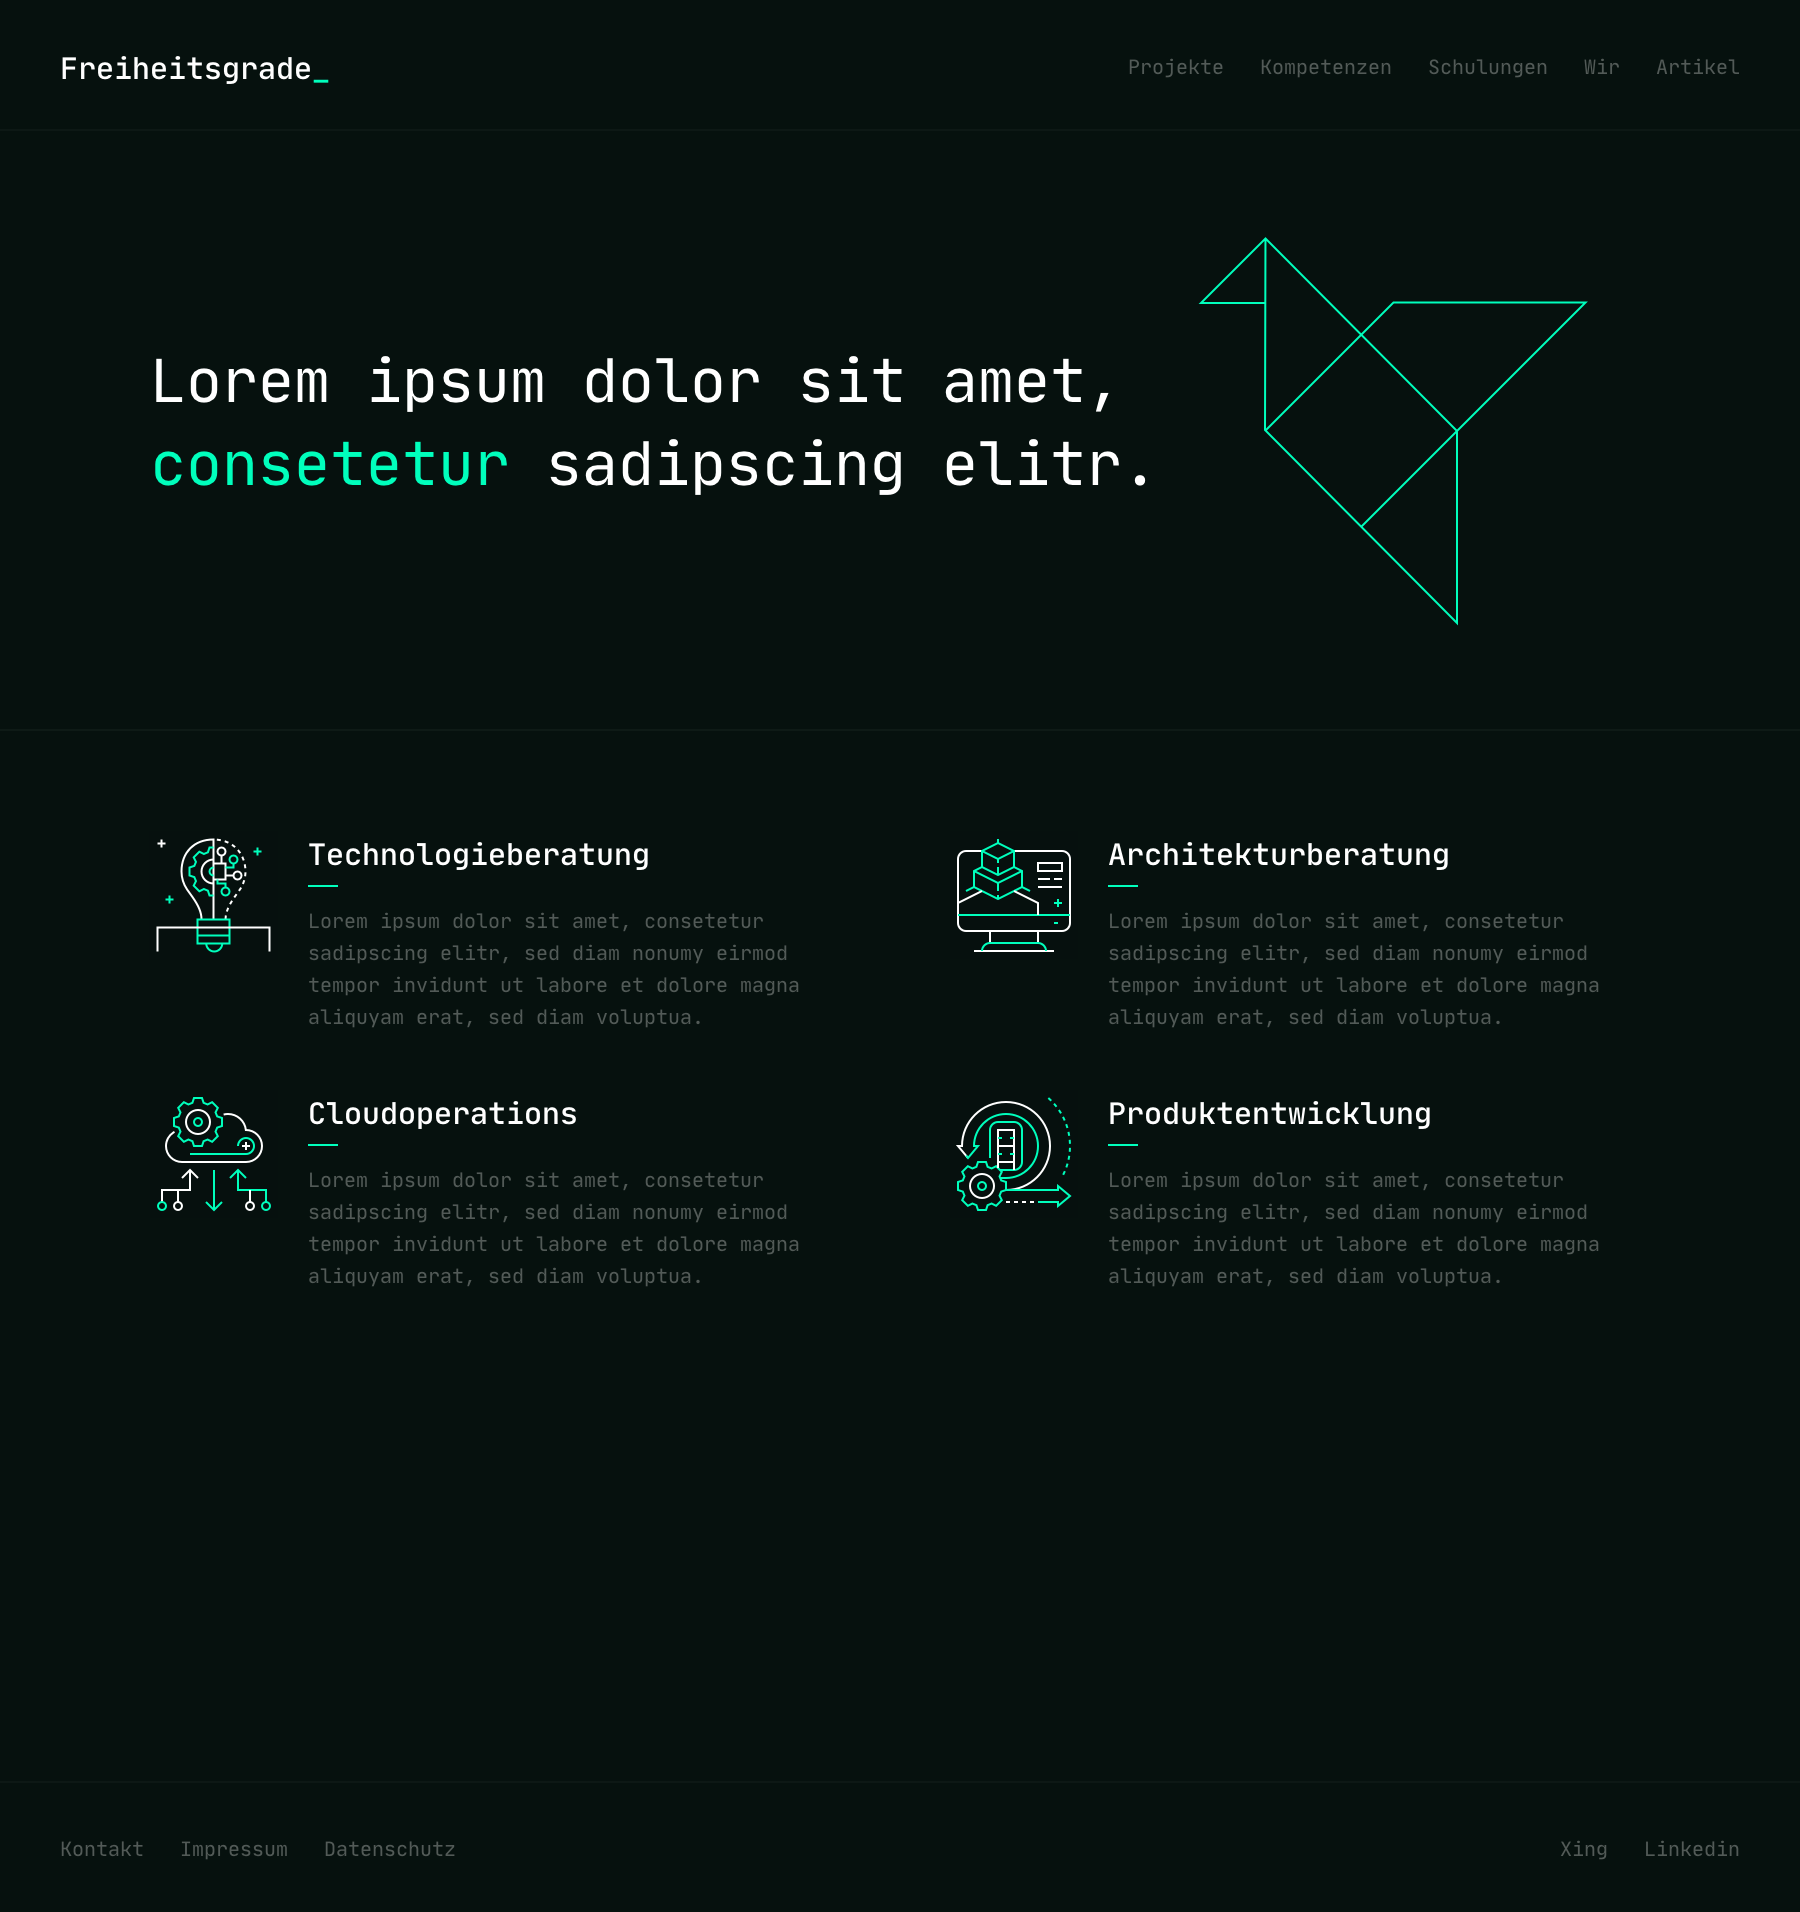 Freiheitsgrade_
Projekte Kompetenzen Schulungen Wir Artikel
Lorem ipsum dolor sit amet,
consetetur sadipscing elitr.
Technologieberatung
Lorem ipsum dolor sit amet, consetetur
sadipscing elitr, sed diam nonumy eirmod
tempor invidunt ut labore et dolore magna
aliquyam erat, sed diam voluptua.
Architekturberatung
Lorem ipsum dolor sit amet, consetetur
sadipscing elitr, sed diam nonumy eirmod
tempor invidunt ut labore et dolore magna
aliquyam erat, sed diam voluptua.
Cloudoperations
Lorem ipsum dolor sit amet, consetetur
sadipscing elitr, sed diam nonumy eirmod
tempor invidunt ut labore et dolore magna
aliquyam erat, sed diam voluptua.
Produktentwicklung
Lorem ipsum dolor sit amet, consetetur
sadipscing elitr, sed diam nonumy eirmod
tempor invidunt ut labore et dolore magna
aliquyam erat, sed diam voluptua.
Kontakt Impressum Datenschutz
Xing Linkedin